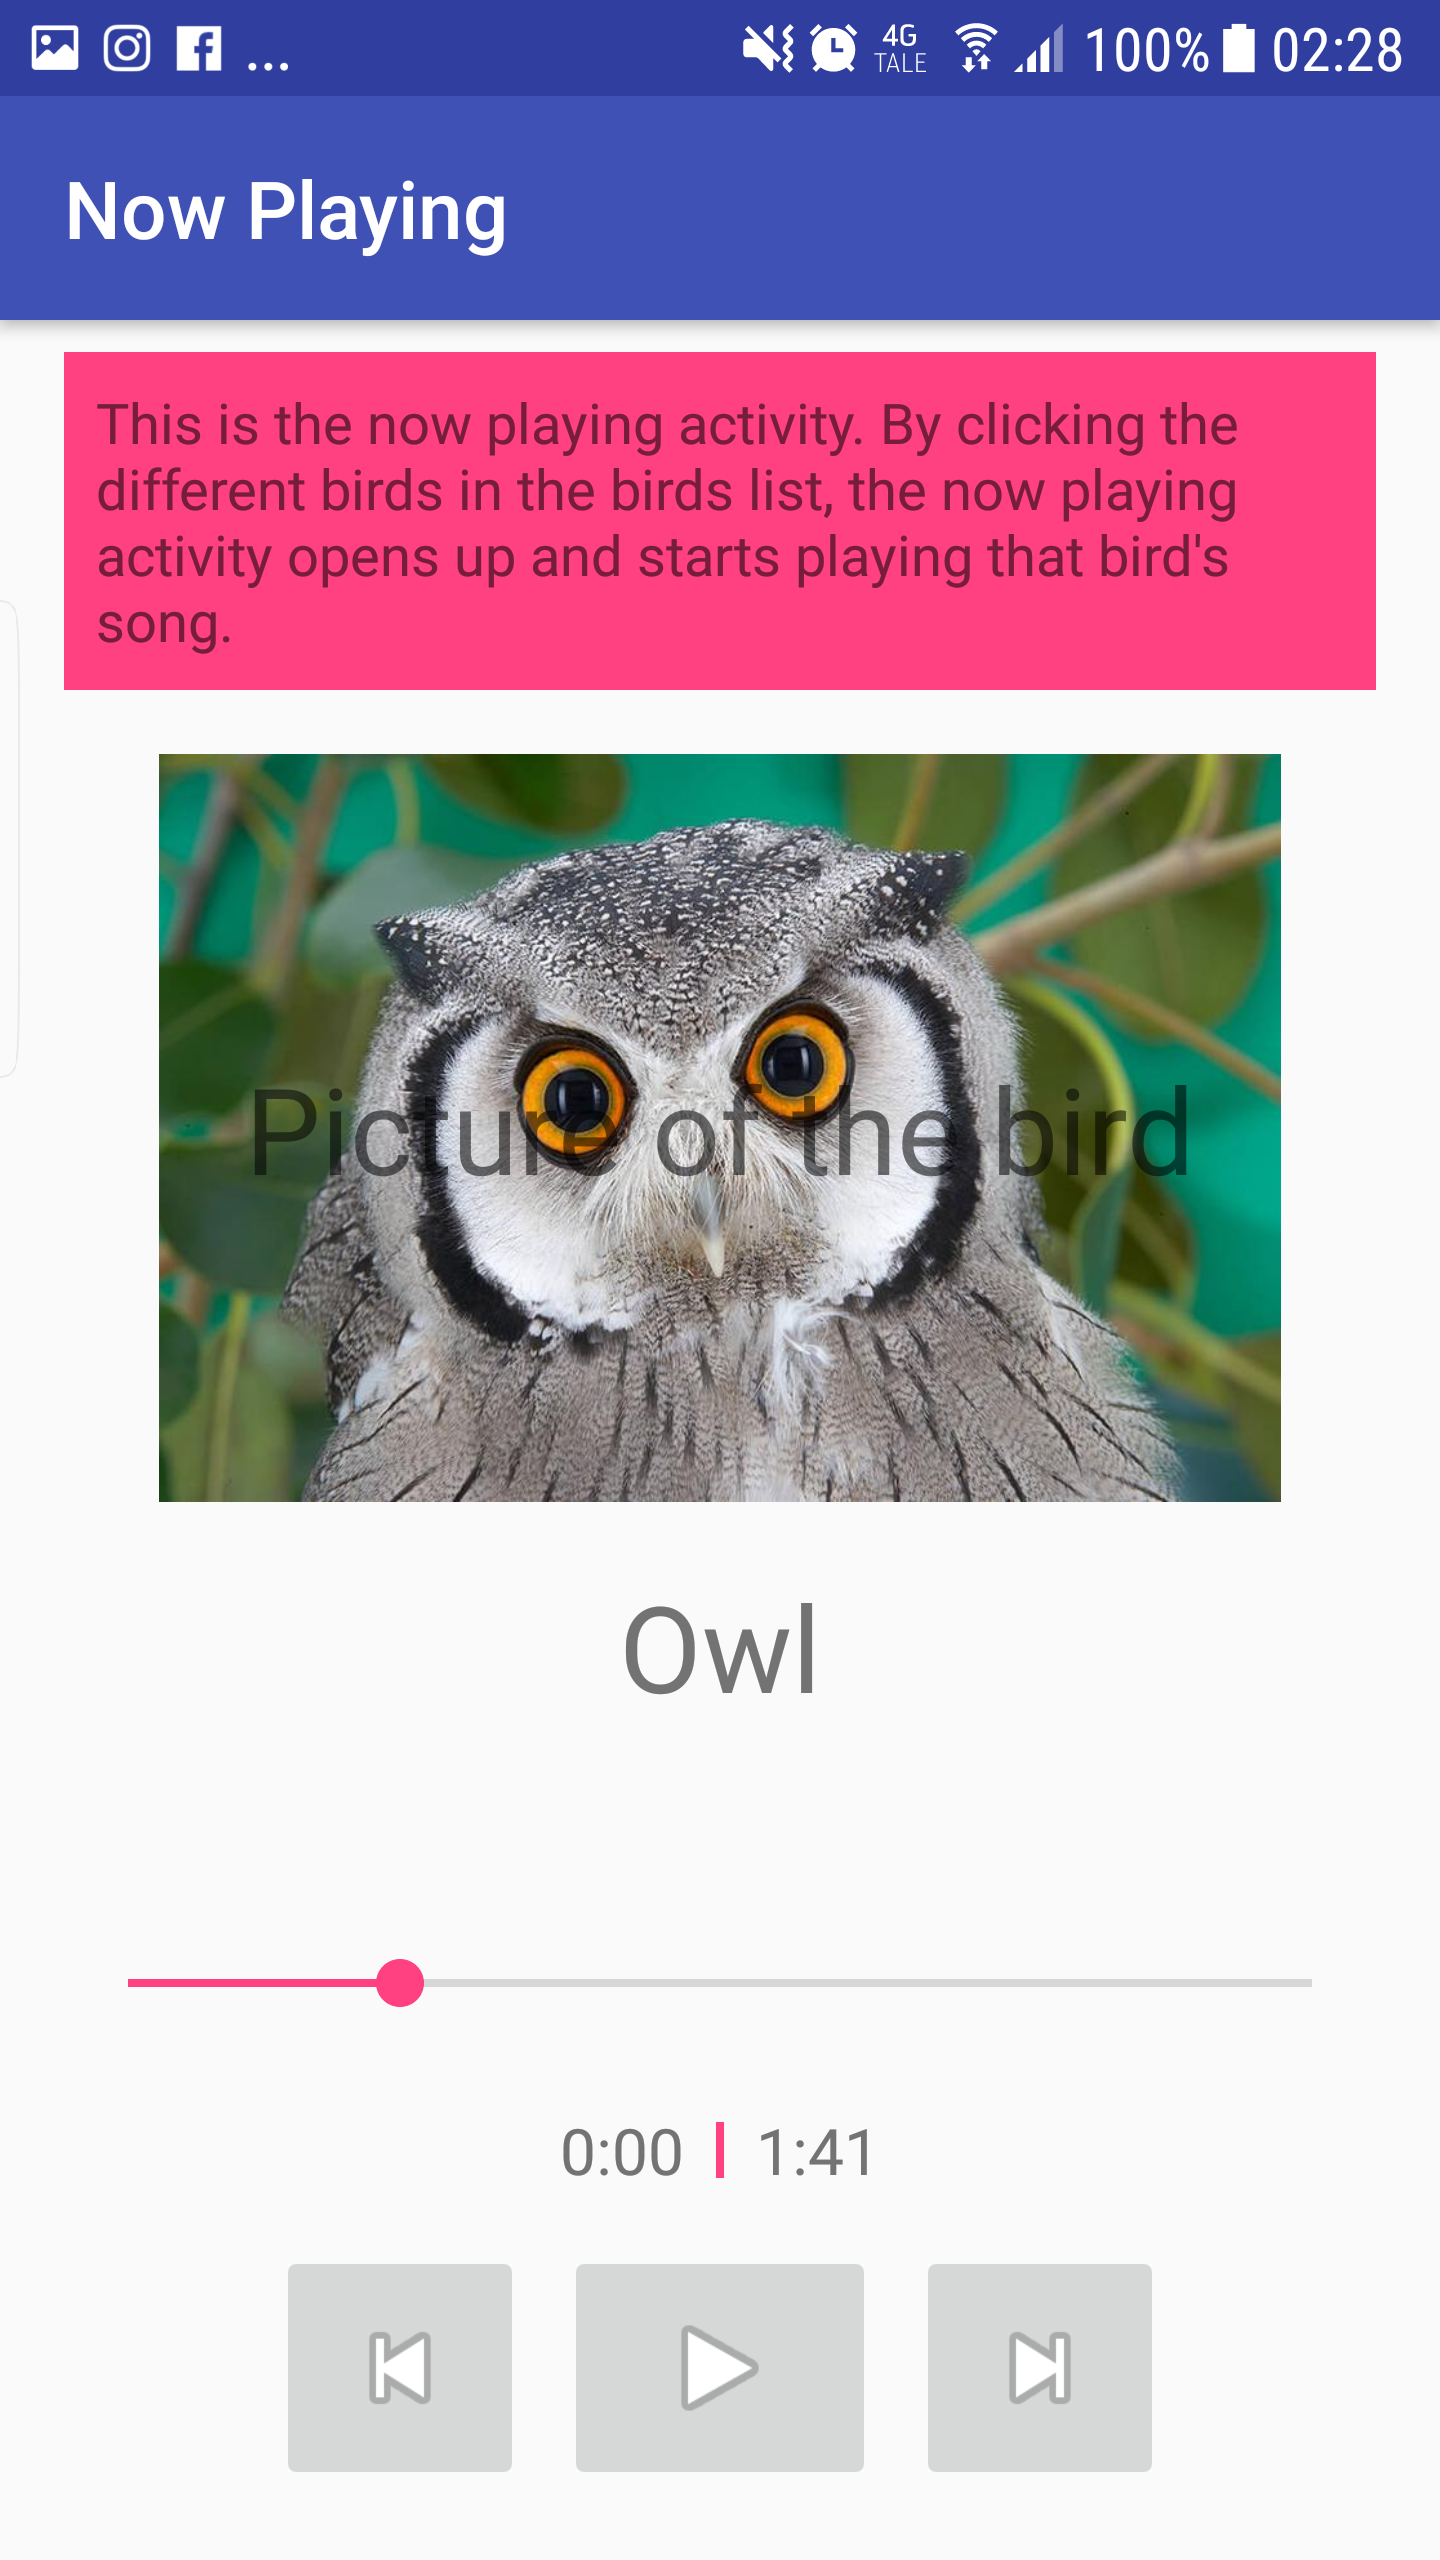 ... 4G TALE 100% 02:28
Now Playing
This is the now playing activity. By clicking the
different birds in the birds list, the now playing
activity opens up and starts playing that bird's
song.
Picture of the bird
Owl
0:00 1:41